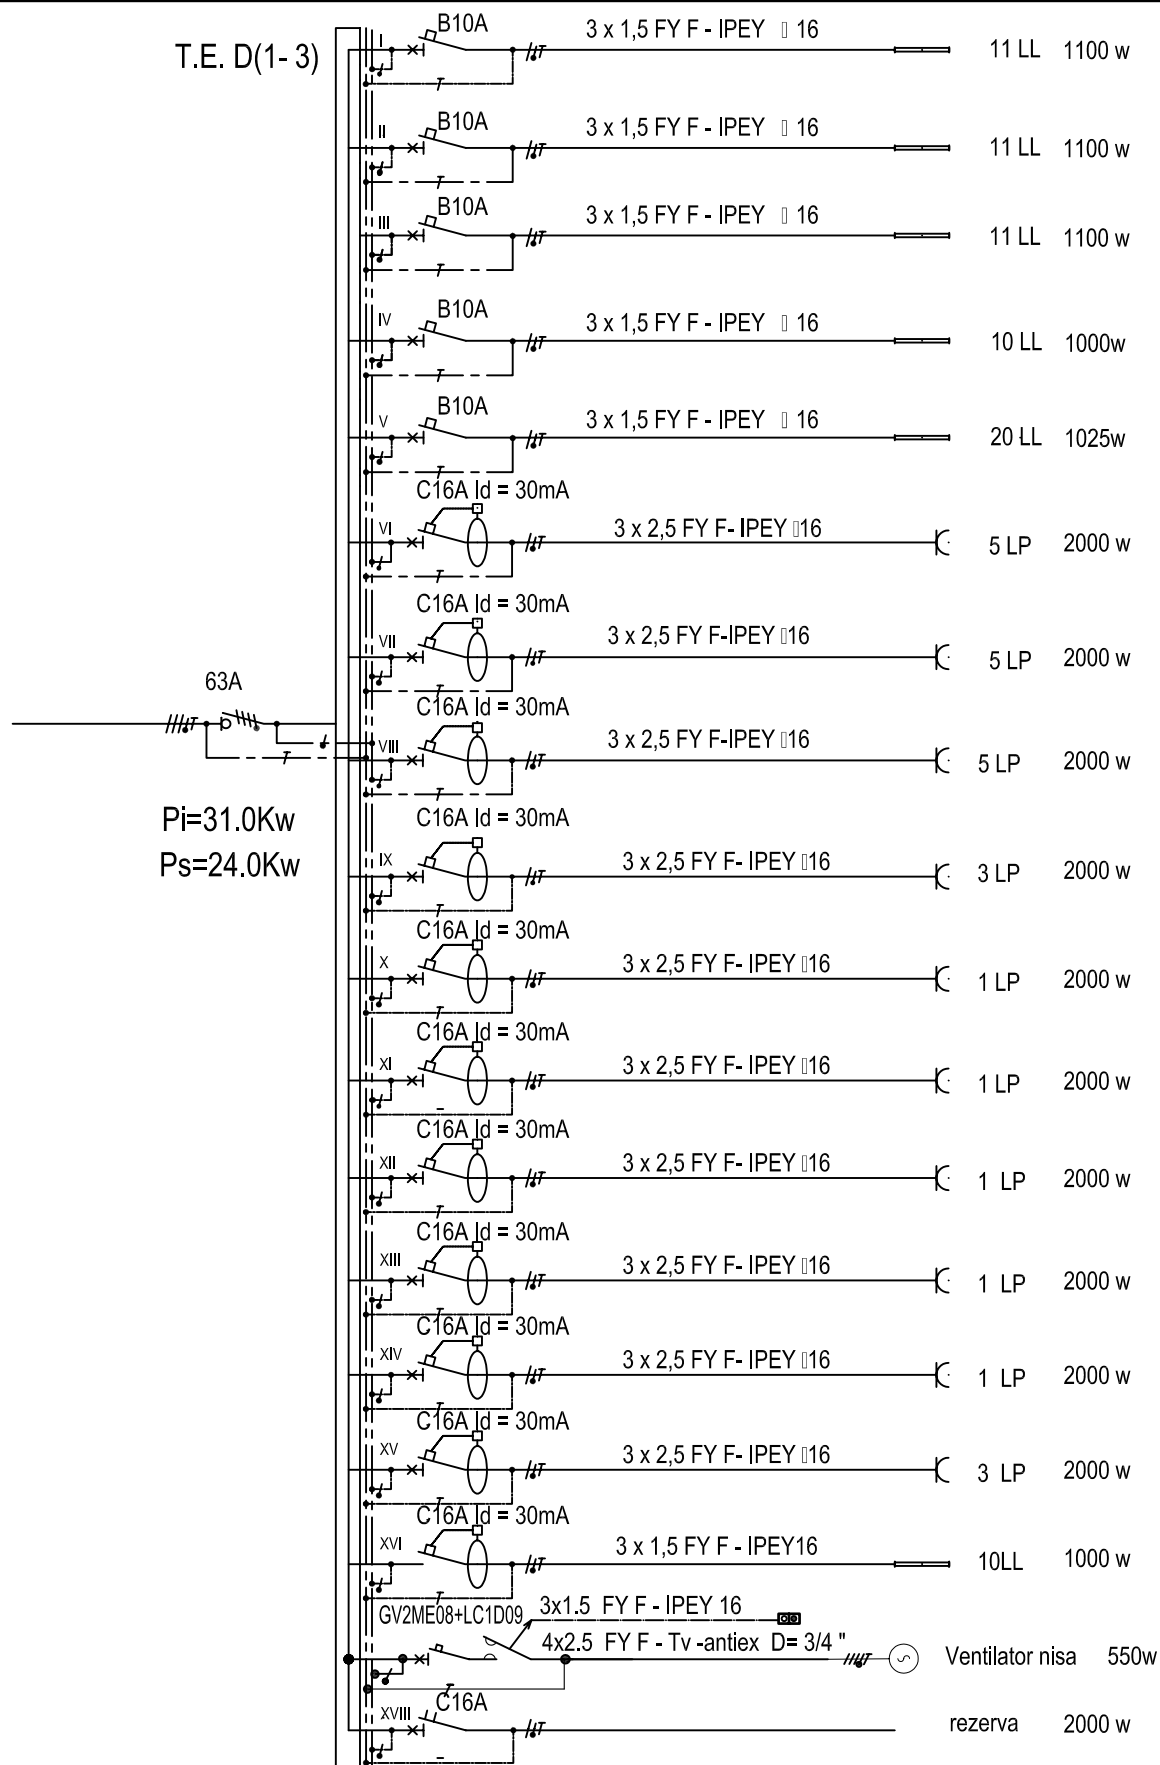 T.E. D(1- 3)
I
B10A
3 x 1,5 FY F - IPEY ▯ 16
11 LL 1100 w
II
B10A
3 x 1,5 FY F - IPEY ▯ 16
11 LL 1100 w
III
B10A
3 x 1,5 FY F - IPEY ▯ 16
11 LL 1100 w
IV
B10A
3 x 1,5 FY F - IPEY ▯ 16
10 LL 1000w
V
B10A
3 x 1,5 FY F - IPEY ▯ 16
20 LL 1025w
C16A Id = 30mA
VI
3 x 2,5 FY F- IPEY ▯16
5 LP 2000 w
C16A Id = 30mA
VII
3 x 2,5 FY F-IPEY ▯16
5 LP 2000 w
63A
C16A Id = 30mA
VIII
3 x 2,5 FY F-IPEY ▯16
5 LP 2000 w
Pi=31.0Kw
Ps=24.0Kw
C16A Id = 30mA
IX
3 x 2,5 FY F- IPEY ▯16
3 LP 2000 w
C16A Id = 30mA
X
3 x 2,5 FY F- IPEY ▯16
1 LP 2000 w
C16A Id = 30mA
XI
3 x 2,5 FY F- IPEY ▯16
1 LP 2000 w
C16A Id = 30mA
XII
3 x 2,5 FY F- IPEY ▯16
1 LP 2000 w
C16A Id = 30mA
XIII
3 x 2,5 FY F- IPEY ▯16
1 LP 2000 w
C16A Id = 30mA
XIV
3 x 2,5 FY F- IPEY ▯16
1 LP 2000 w
C16A Id = 30mA
XV
3 x 2,5 FY F- IPEY ▯16
3 LP 2000 w
C16A Id = 30mA
XVI
3 x 1,5 FY F - IPEY16
10LL 1000 w
GV2ME08+LC1D09
3x1.5 FY F - IPEY 16
4x2.5 FY F - Tv -antiex D= 3/4 "
Ventilator nisa 550w
C16A
XVIII
rezerva 2000 w